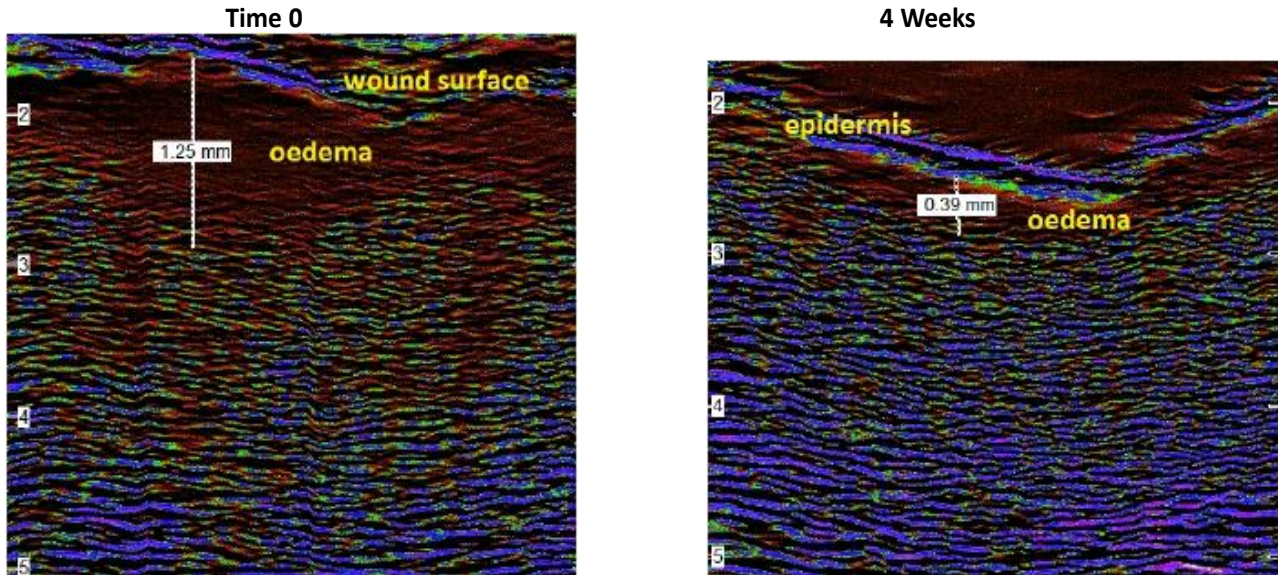 Time 0
wound surface
2
1.25 mm
oedema
3
4
5
4 Weeks
2
epidermis
0.39 mm
oedema
3
4
5